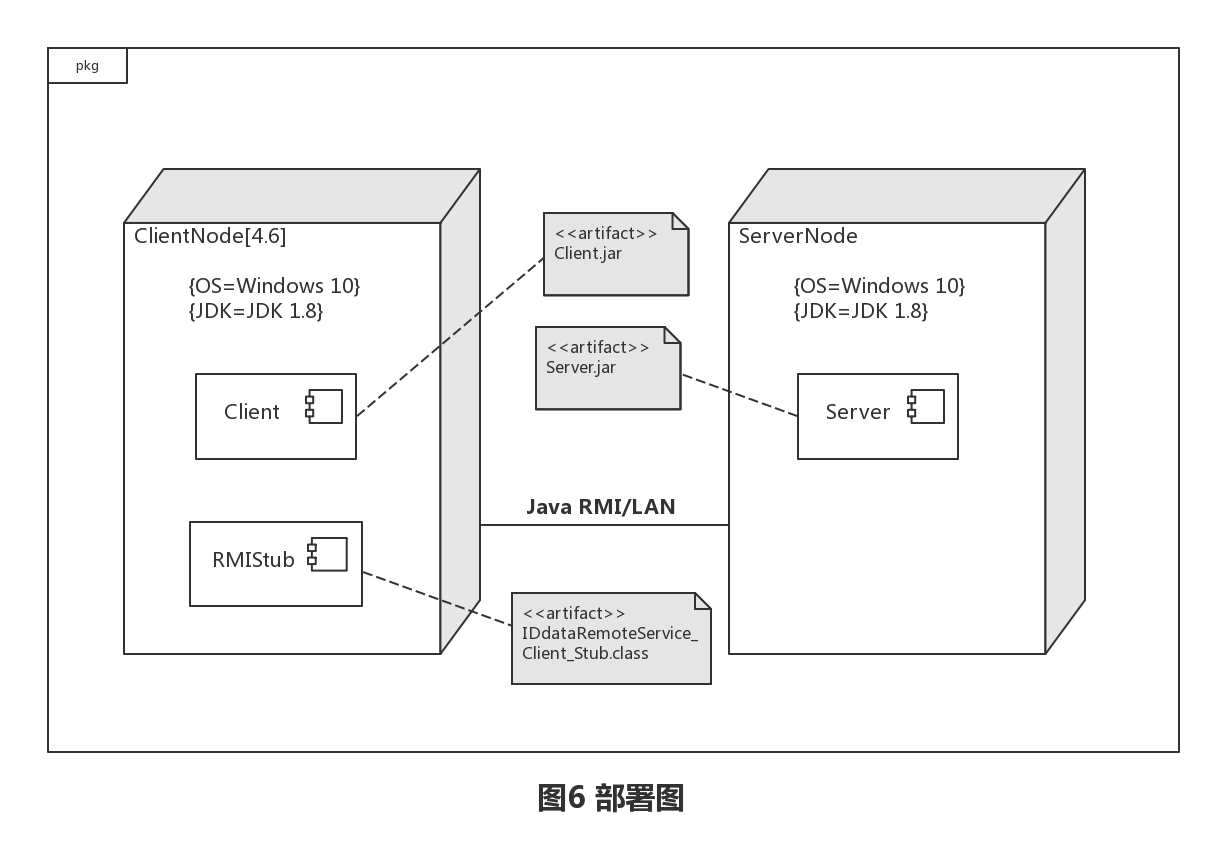 pkg
ClientNode[4.6]
{OS=Windows 10}
{JDK=JDK 1.8}
Client
RMIStub
<<artifact>>
Client.jar
<<artifact>>
Server.jar
Java RMI/LAN
<<artifact>>
IDdataRemoteService_
Client_Stub.class
ServerNode
{OS=Windows 10}
{JDK=JDK 1.8}
Server
图6 部署图